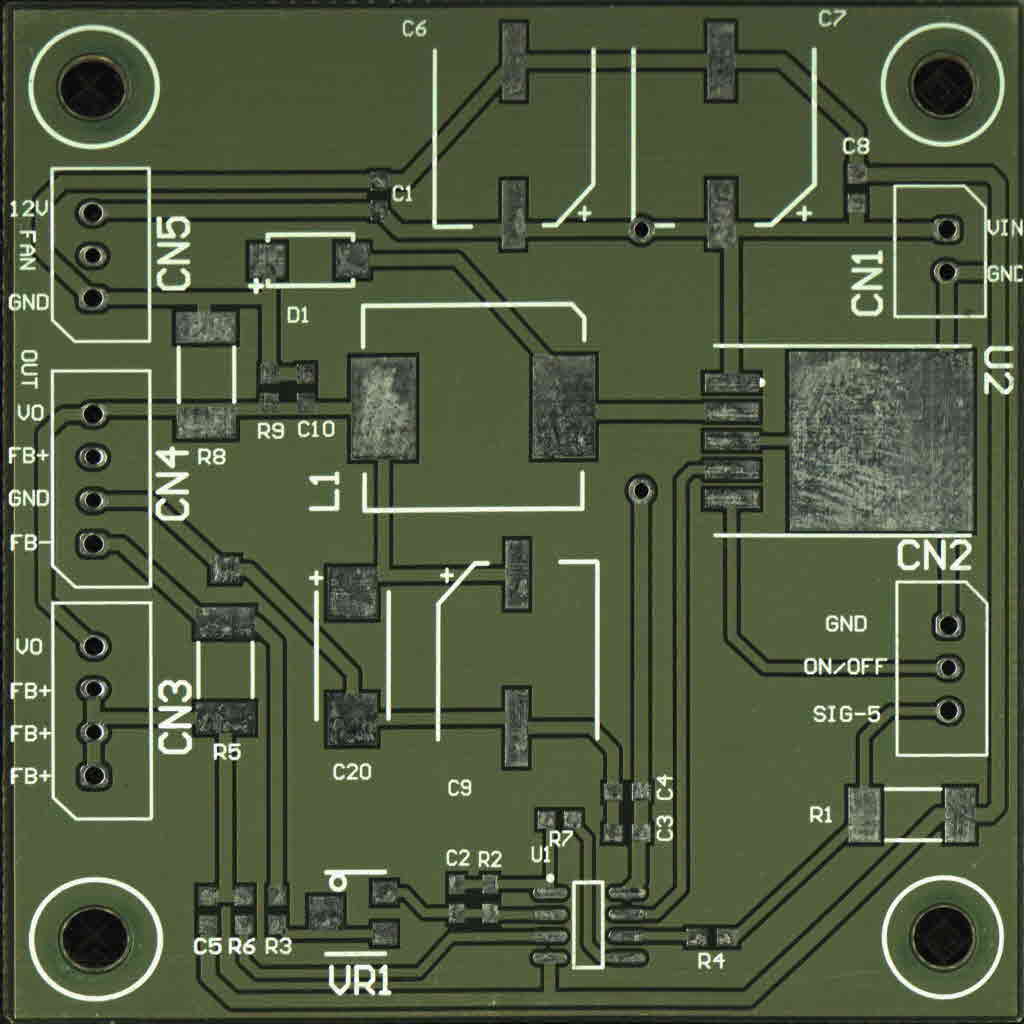 C6
C7
C8
C1
12V
FAN
GND
CN5
VIN
GND
CN1
D1
OUT
U2
VO
FB+
GND
FB-
CN4
R8
R9
C10
L1
CN2
GND
ON/OFF
SIG-5
VO
FB+
FB+
FB+
CN3
R5
C20
C9
C4
C3
R1
R7
U1
C2
R2
C5
R6
R3
VR1
R4